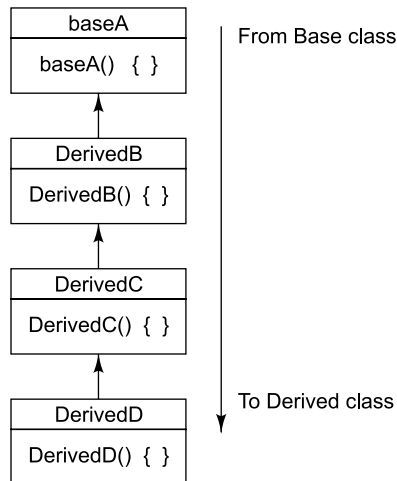 baseA
baseA() { }
From Base class
DerivedB
DerivedB() { }
DerivedC
DerivedC() { }
To Derived class
DerivedD
DerivedD() { }